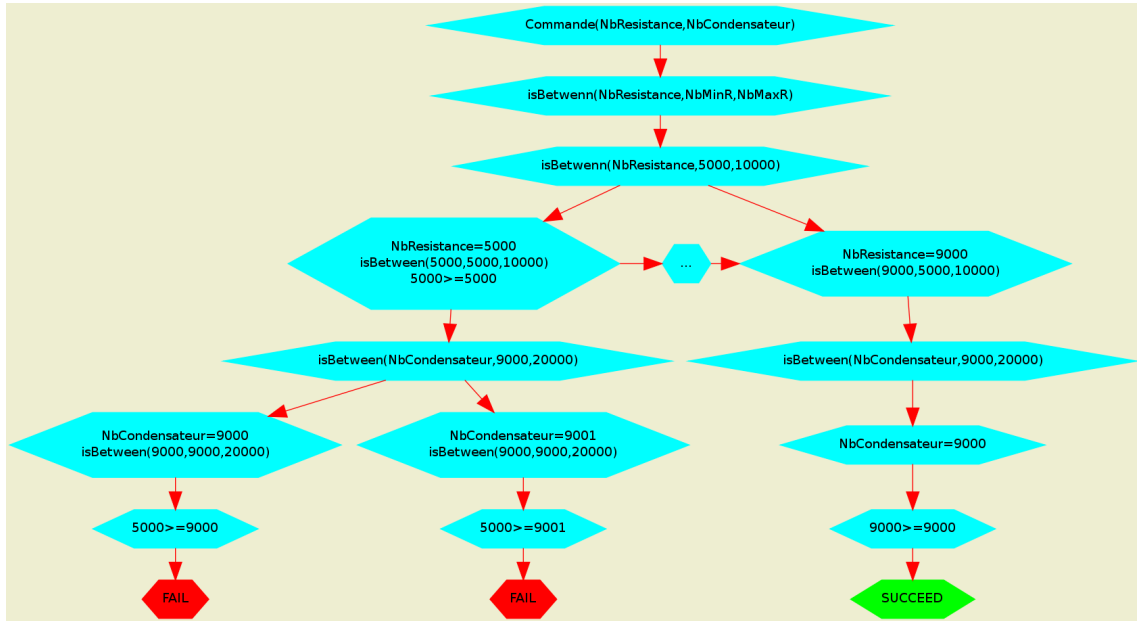 Commande(NbResistance,NbCondensateur)
isBetwenn(NbResistance,NbMinR,NbMaxR)
isBetwenn(NbResistance,5000,10000)
NbResistance=5000
isBetween(5000,5000,10000)
5000>=5000
...
NbResistance=9000
isBetween(9000,5000,10000)
isBetween(NbCondensateur,9000,20000)
isBetween(NbCondensateur,9000,20000)
NbCondensateur=9000
isBetween(9000,9000,20000)
NbCondensateur=9001
isBetween(9000,9000,20000)
NbCondensateur=9000
5000>=9000
5000>=9001
9000>=9000
FAIL
FAIL
SUCCEED